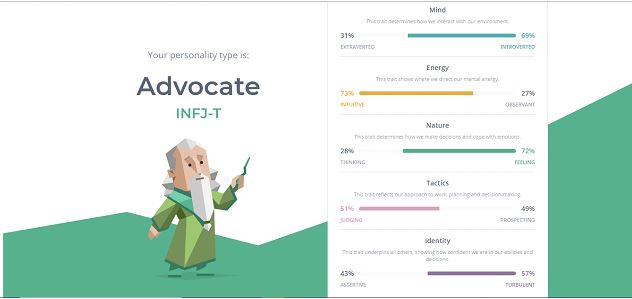 Your personality type is:
Advocate
INFJ-T
Mind
This trait determines how we interact with our environment.
31% 69%
EXTRAVERTED INTROVERTED
Energy
This trait shows where we direct our mental energy.
73% 27%
INTUITIVE OBSERVANT
Nature
This trait determines how we make decisions and cope with emotions.
28% 72%
THINKING FEELING
Tactics
This trait reflects our approach to work, planning and decision-making.
51% 49%
JUDGING PROSPECTING
Identity
This trait underpins all others, showing how confident we are in our abilities and
decisions.
43% 57%
ASSERTIVE TURBULENT